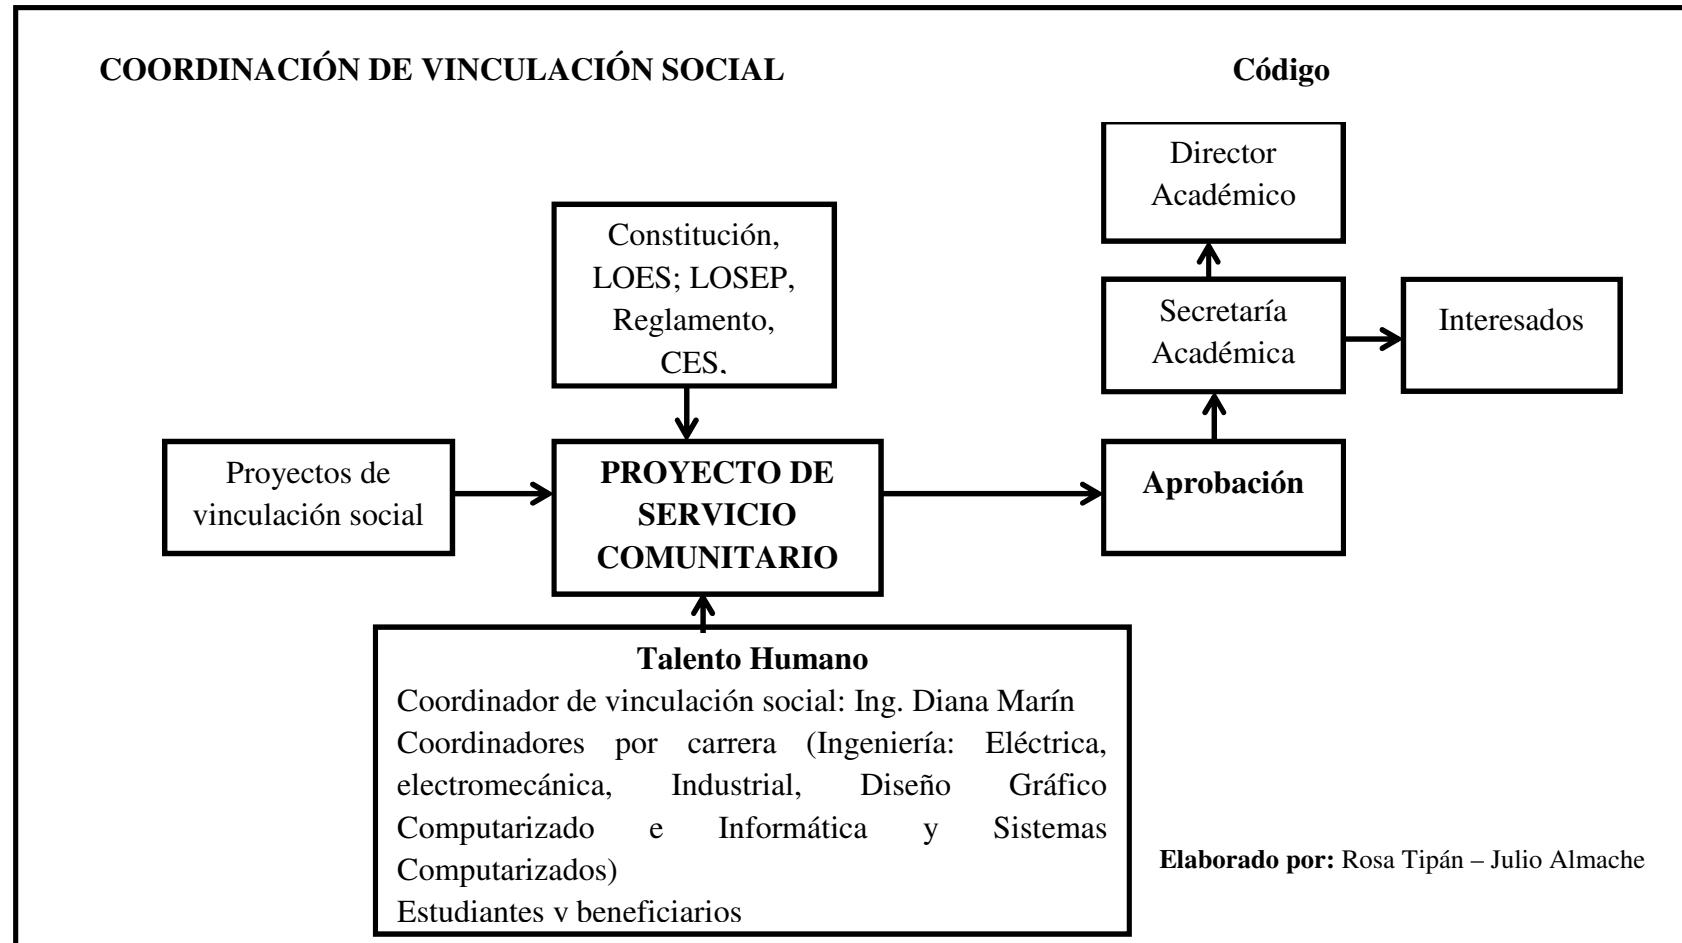 COORDINACIÓN DE VINCULACIÓN SOCIAL
Código
Director
Académico
Constitución,
LOES; LOSEP,
Reglamento,
CES,
Secretaría
Académica
Interesados
Proyectos de
vinculación social
PROYECTO DE
SERVICIO
COMUNITARIO
Aprobación
Talento Humano
Coordinador de vinculación social: Ing. Diana Marín
Coordinadores por carrera (Ingeniería: Eléctrica,
electromecánica, Industrial, Diseño Gráfico
Computarizado e Informática y Sistemas
Computarizados)
Estudiantes y beneficiarios
Elaborado por: Rosa Tipán – Julio Almache